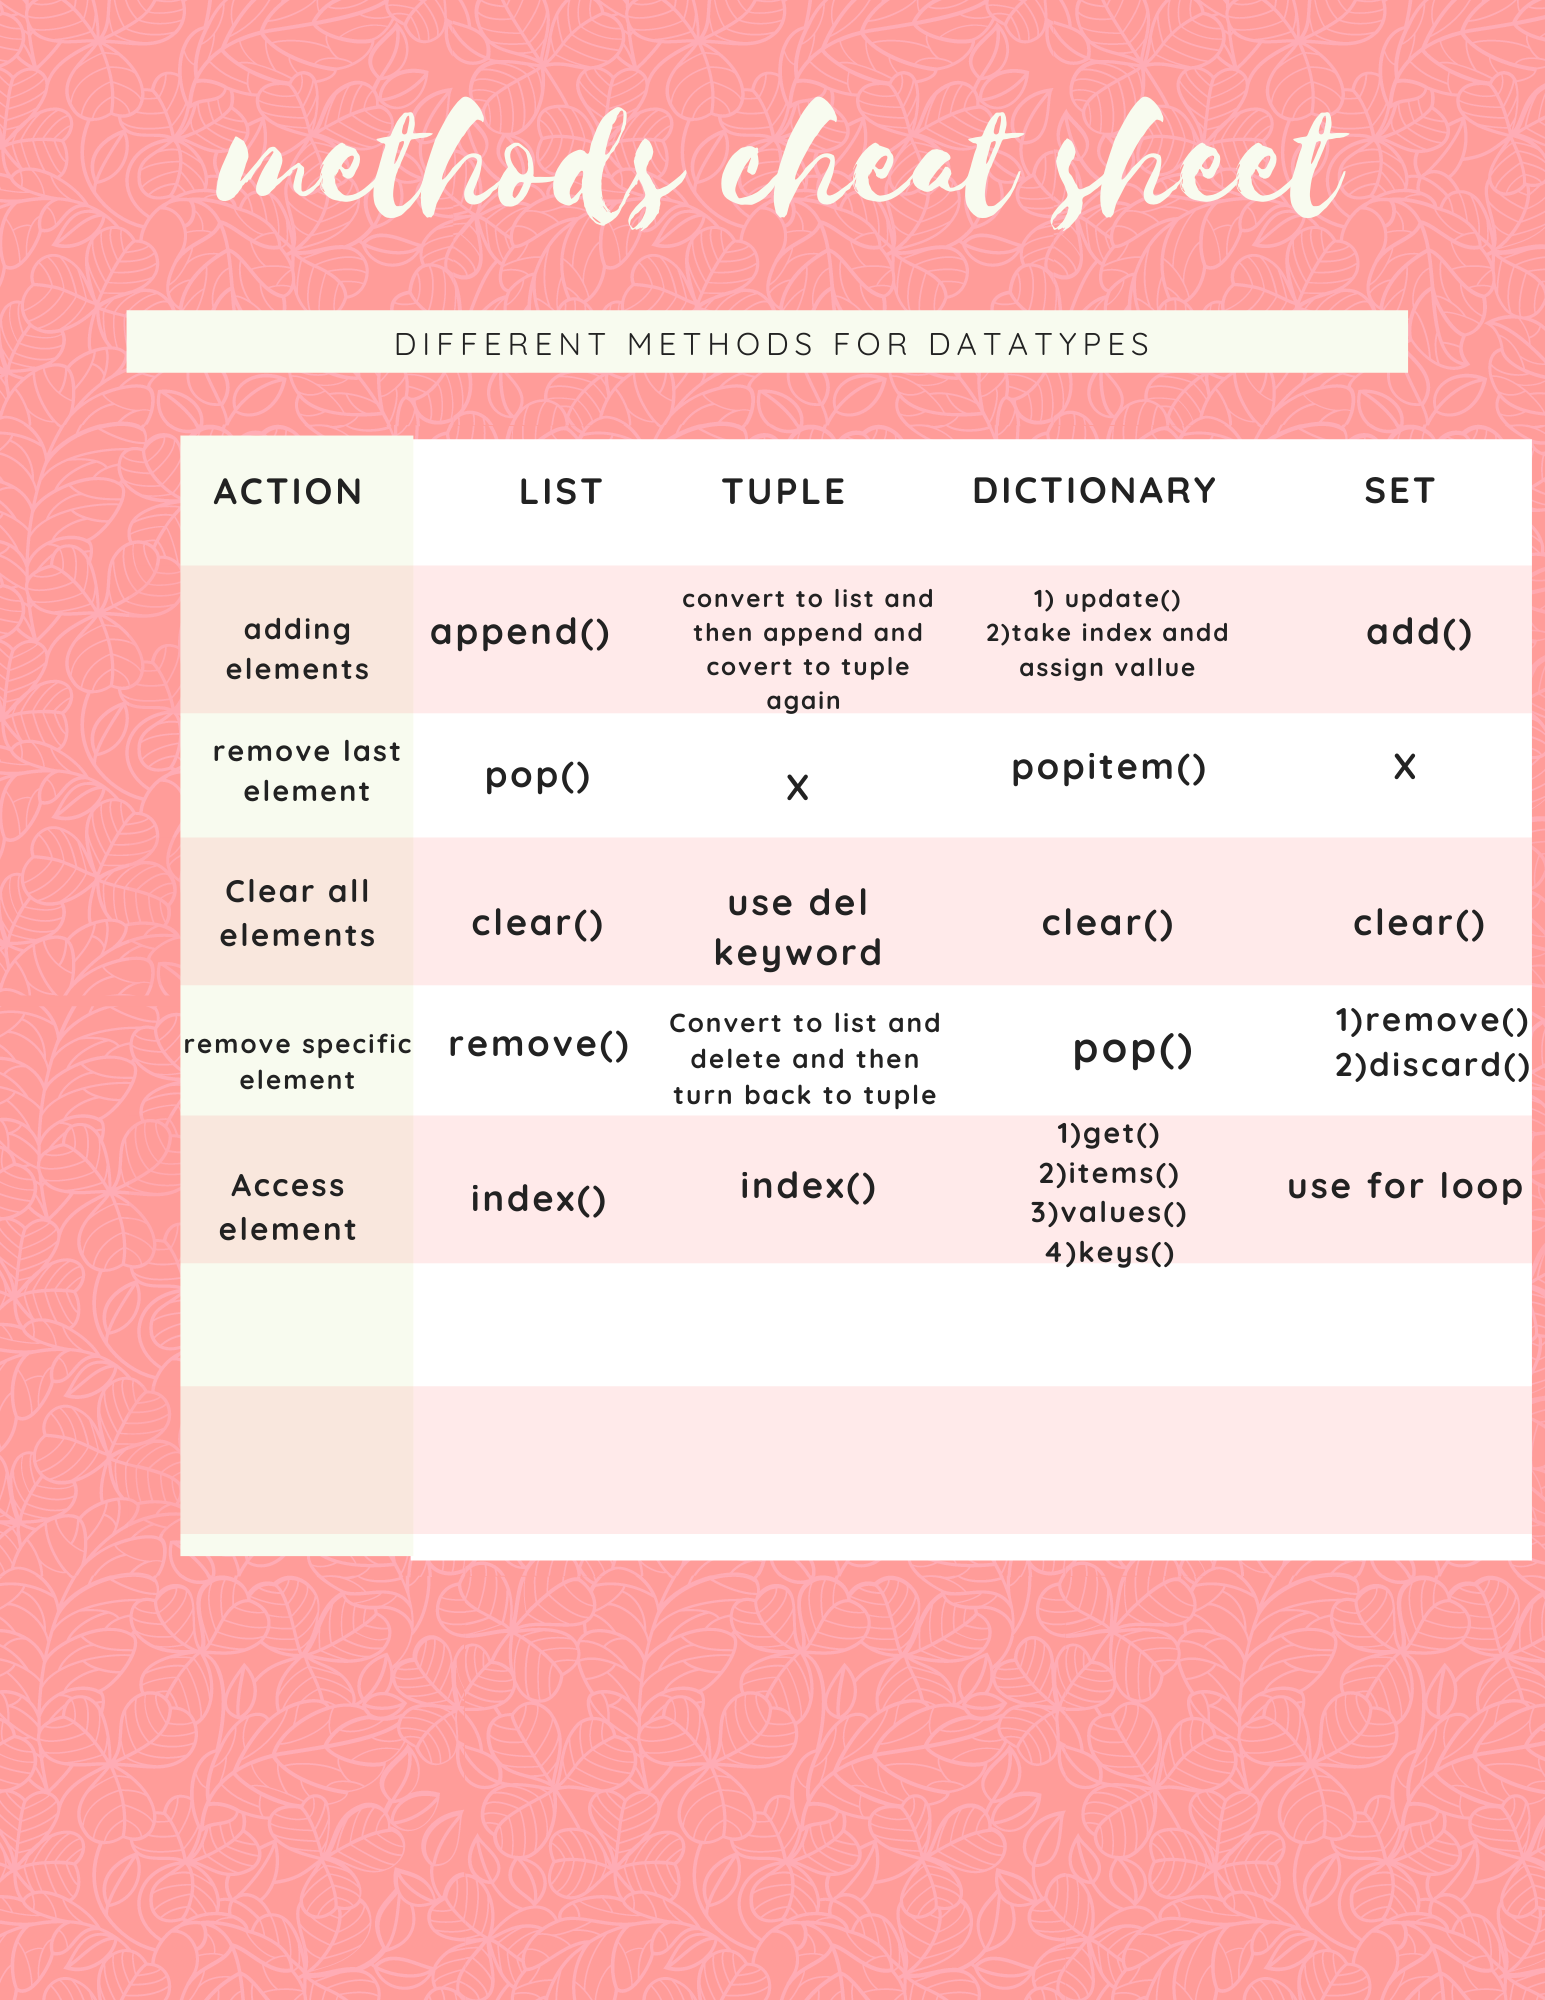 methods cheat sheet
DIFFERENT METHODS FOR DATATYPES
ACTION
LIST
TUPLE
DICTIONARY
SET
adding
elements
append()
convert to list and
then append and
covert to tuple
again
1) update()
2)take index andd
assign vallue
add()
remove last
element
pop()
X
popitem()
X
Clear all
elements
clear()
use del
keyword
clear()
clear()
remove specific
element
remove()
Convert to list and
delete and then
turn back to tuple
pop()
1)remove()
2)discard()
Access
element
index()
index()
1)get()
2)items()
3)values()
4)keys()
use for loop